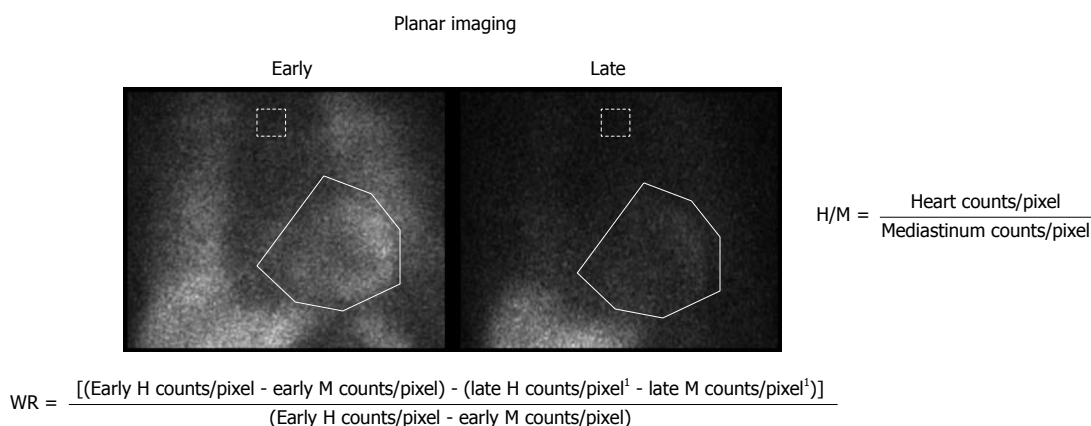 Planar imaging
Early Late
H/M = Heart counts/pixel
Mediastinum counts/pixel
WR = [(Early H counts/pixel - early M counts/pixel) - (late H counts/pixel¹ - late M counts/pixel¹)]
(Early H counts/pixel - early M counts/pixel)